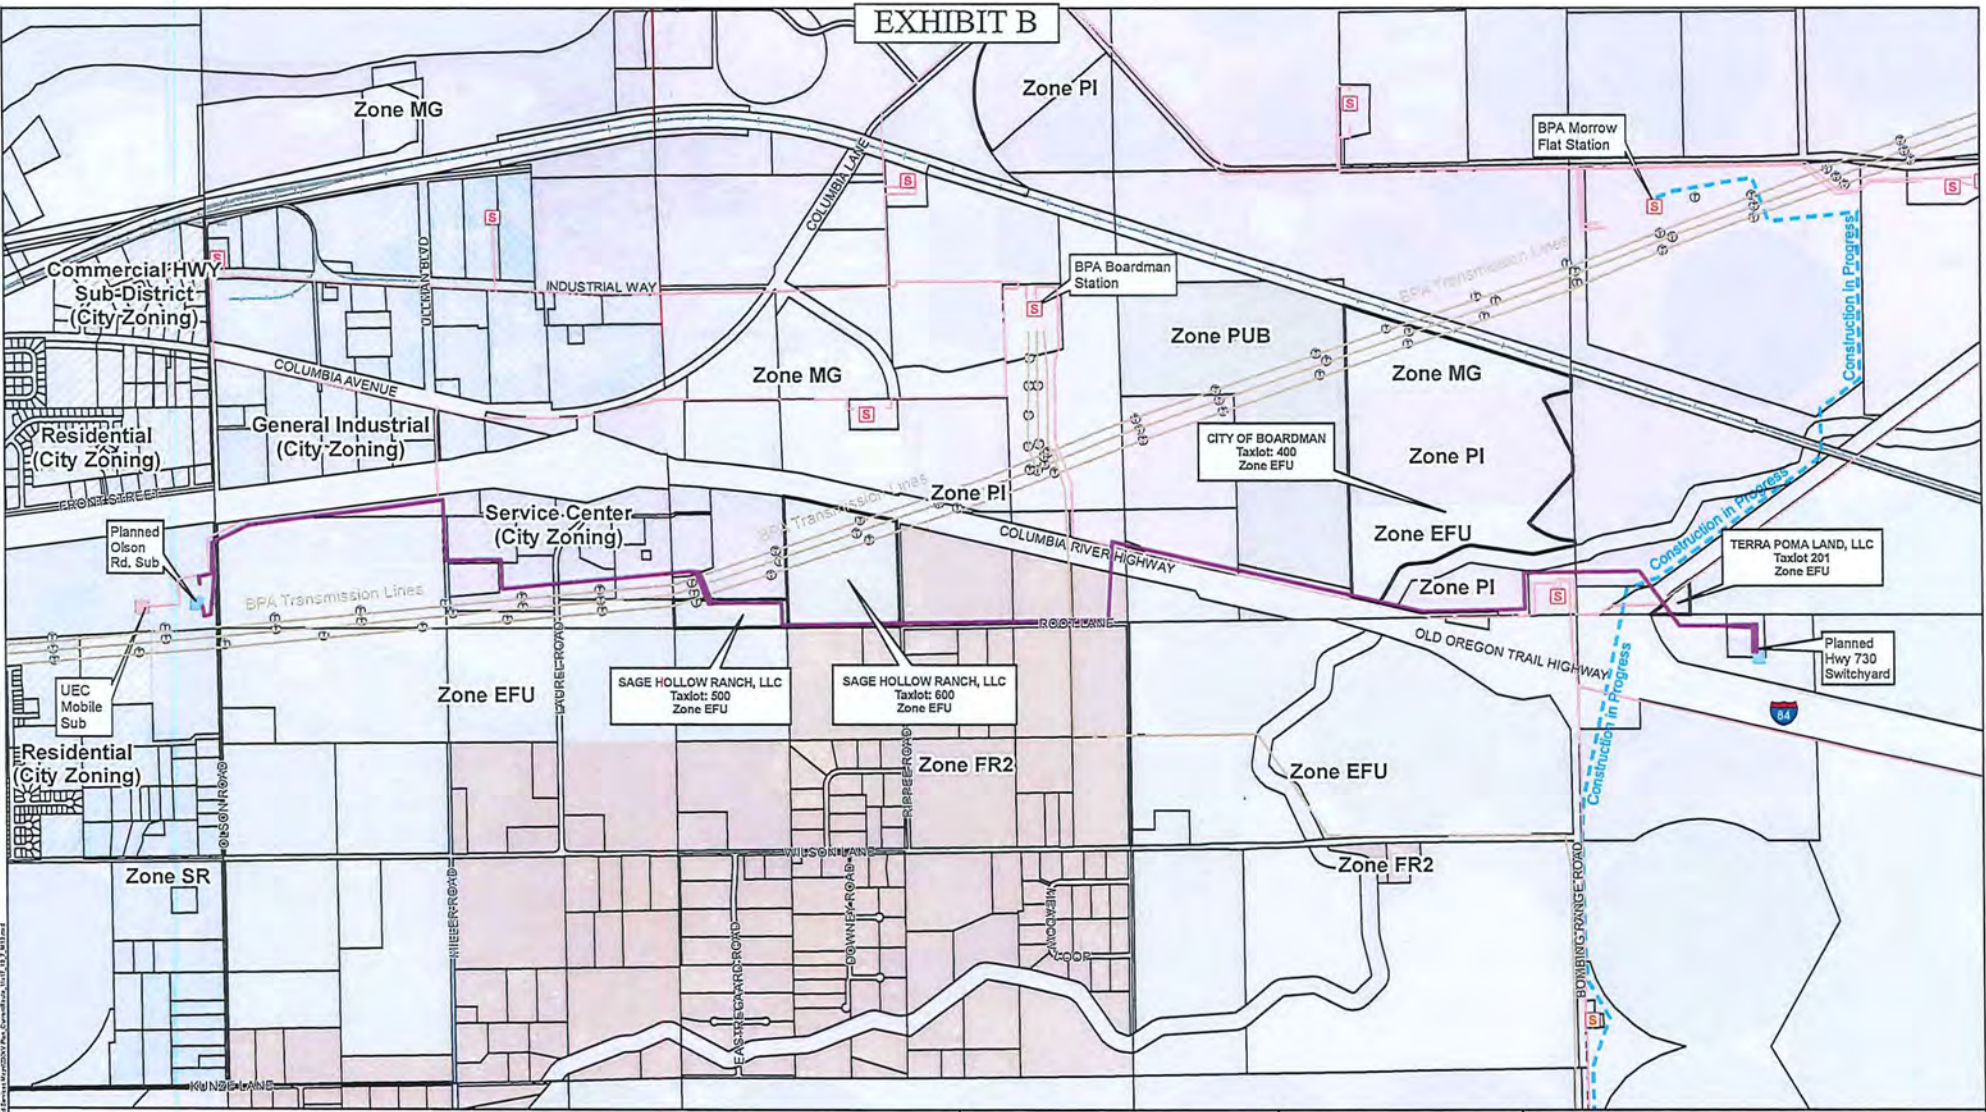 EXHIBIT B
Zone MG
Zone PI
BPA Morrow
Flat Station
S
S
S
S
S
S
COLUMBIA LANE
OLLMAN BLVD
Commercial HWY
Sub-District
(City Zoning)
INDUSTRIAL WAY
BPA Boardman
Station
S
BPA Transmission Lines
Construction in Progress
Zone PUB
COLUMBIA AVENUE
Zone MG
Zone MG
S
General Industrial
(City Zoning)
Residential
(City Zoning)
CITY OF BOARDMAN
Taxlot: 400
Zone EFU
Zone PI
FRONT STREET
BPA Transmission Lines
Zone PI
Service Center
(City Zoning)
Construction in Progress
Planned
Olson
Rd. Sub
COLUMBIA RIVER HIGHWAY
Zone EFU
TERRA POMA LAND, LLC
Taxlot 201
Zone EFU
BPA Transmission Lines
Zone PI
S
ROOT LANE
OLD OREGON TRAIL HIGHWAY
Planned
Hwy 730
Switchyard
UEC
Mobile
Sub
Zone EFU
LAUREL ROAD
SAGE HOLLOW RANCH, LLC
Taxlot: 500
Zone EFU
SAGE HOLLOW RANCH, LLC
Taxlot: 600
Zone EFU
Construction in Progress
84
Residential
(City Zoning)
OLSON ROAD
RIPPEE ROAD
Zone FR2
Zone EFU
WILSON LANE
Zone SR
Zone FR2
MILLER ROAD
EAST REGAARD ROAD
DOWNEY ROAD
MEADOW
LOOP
BOMBING RANGE ROAD
S
KUNZE LANE